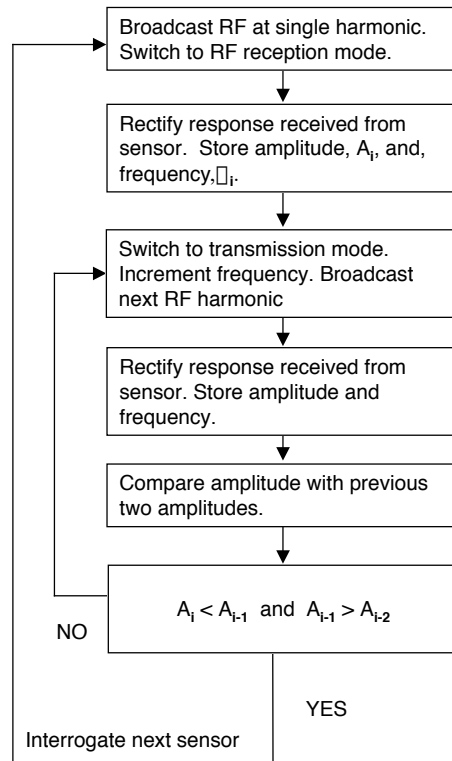 Broadcast RF at single harmonic.
Switch to RF reception mode.
Rectify response received from
sensor. Store amplitude, Ai, and,
frequency,□i.
Switch to transmission mode.
Increment frequency. Broadcast
next RF harmonic
Rectify response received from
sensor. Store amplitude and
frequency.
Compare amplitude with previous
two amplitudes.
Ai < Ai-1 and Ai-1 > Ai-2
NO
YES
Interrogate next sensor